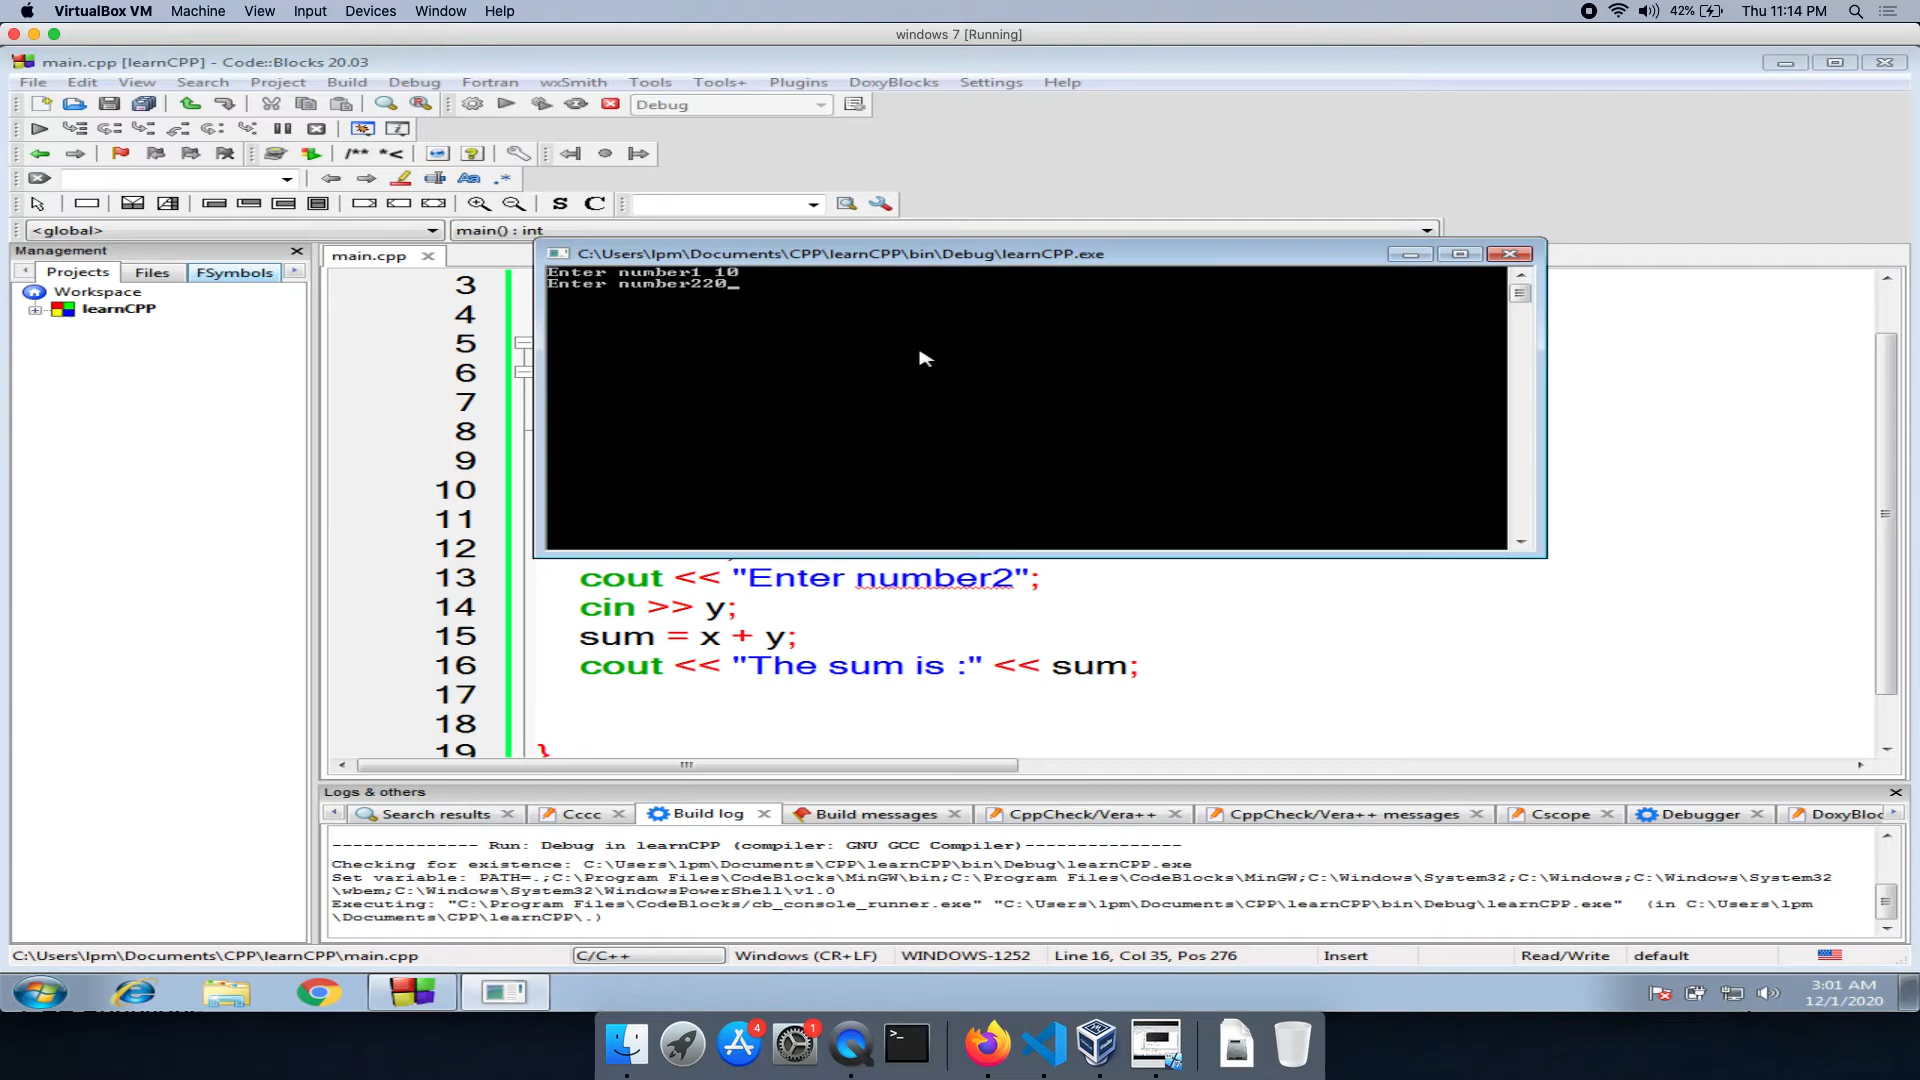 VirtualBox VM Machine View Input Devices Window Help 42% Thu 11:14 PM
windows 7 [Running]
main.cpp [learnCPP] - Code::Blocks 20.03
File Edit View Search Project Build Debug Fortran wxSmith Tools Tools+ Plugins DoxyBlocks Settings Help
Debug
/** *<
Aa .*
S C
<global> main() : int
Management
Projects Files FSymbols
Workspace
learnCPP
main.cpp
C:\Users\lpm\Documents\CPP\learnCPP\bin\Debug\learnCPP.exe
Enter number1 10
Enter number220_
3
4
5
6
7
8
9
10
11
12
13 cout << "Enter number2";
14 cin >> y;
15 sum = x + y;
16 cout << "The sum is :" << sum;
17
18
19 }
Logs & others
Search results Cccc Build log Build messages CppCheck/Vera++ CppCheck/Vera++ messages Cscope Debugger DoxyBloc
-------------- Run: Debug in learnCPP (compiler: GNU GCC Compiler)---------------
Checking for existence: C:\Users\lpm\Documents\CPP\learnCPP\bin\Debug\learnCPP.exe
Set variable: PATH=.;C:\Program Files\CodeBlocks\MinGW\bin;C:\Program Files\CodeBlocks\MinGW;C:\Windows\System32;C:\Windows;C:\Windows\System32
\wbem;C:\Windows\System32\WindowsPowerShell\v1.0
Executing: "C:\Program Files\CodeBlocks/cb_console_runner.exe" "C:\Users\lpm\Documents\CPP\learnCPP\bin\Debug\learnCPP.exe" (in C:\Users\lpm
\Documents\CPP\learnCPP\.)
C:\Users\lpm\Documents\CPP\learnCPP\main.cpp C/C++ Windows (CR+LF) WINDOWS-1252 Line 16, Col 35, Pos 276 Insert Read/Write default
3:01 AM
12/1/2020
4 1